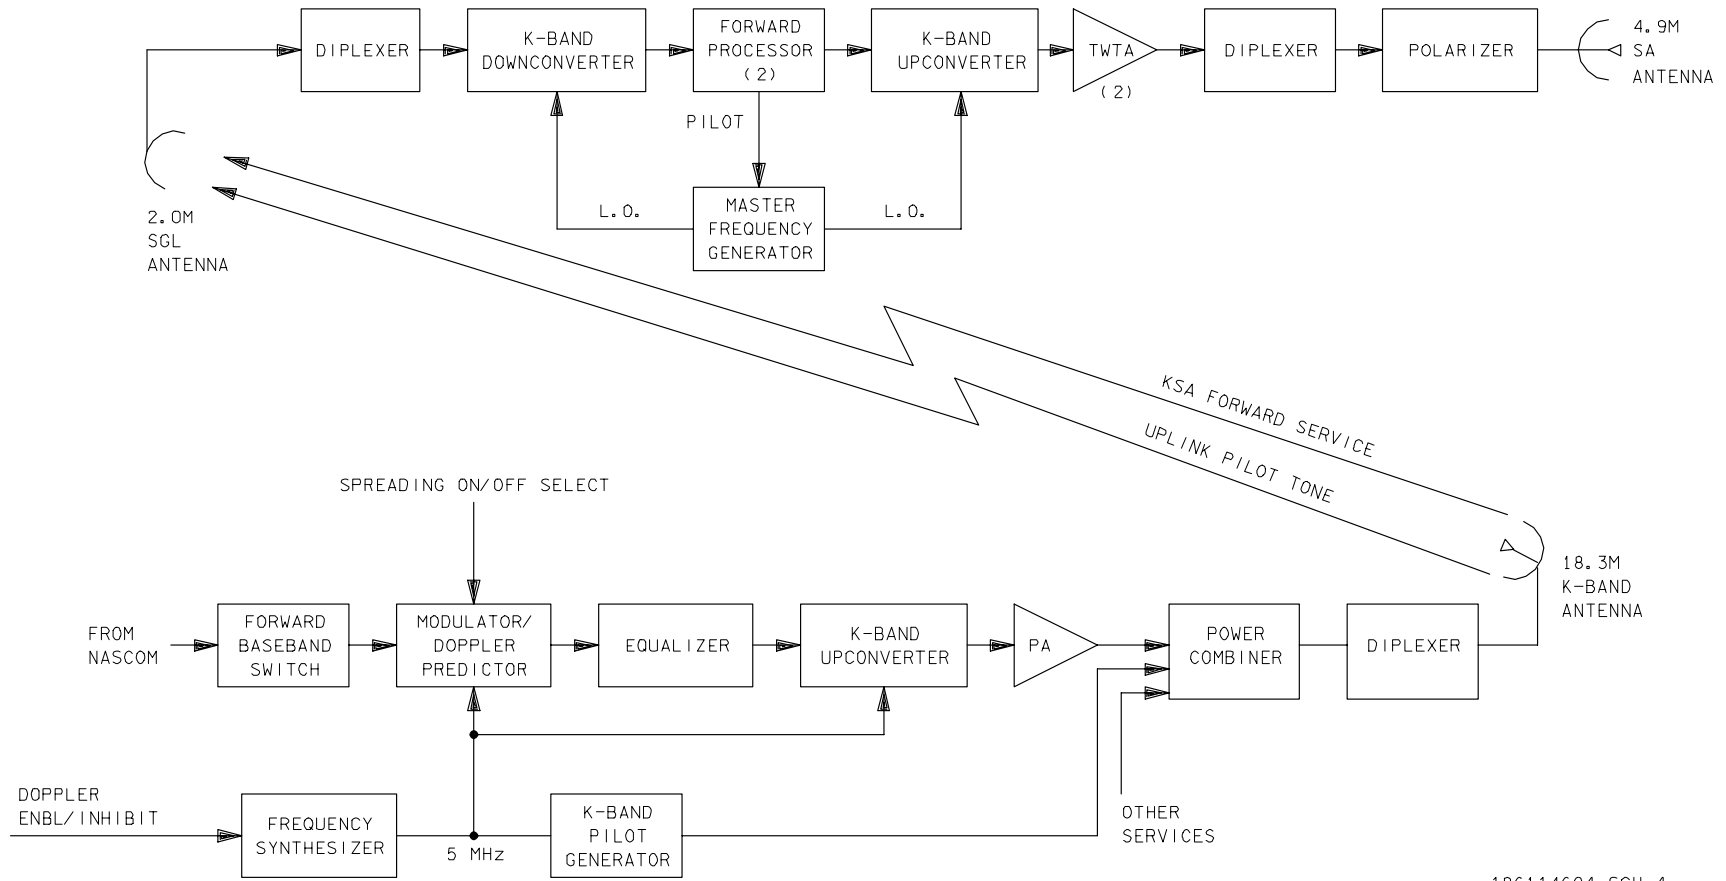 DIPLEXER
K-BAND
DOWNCONVERTER
FORWARD
PROCESSOR
(2)
K-BAND
UPCONVERTER
TWTA
(2)
DIPLEXER
POLARIZER
4.9M
SA
ANTENNA
PILOT
2.0M
SGL
ANTENNA
L.O.
MASTER
FREQUENCY
GENERATOR
L.O.
KSA FORWARD SERVICE
UPLINK PILOT TONE
SPREADING ON/OFF SELECT
18.3M
K-BAND
ANTENNA
FROM
NASCOM
FORWARD
BASEBAND
SWITCH
MODULATOR/
DOPPLER
PREDICTOR
EQUALIZER
K-BAND
UPCONVERTER
PA
POWER
COMBINER
DIPLEXER
DOPPLER
ENBL/INHIBIT
FREQUENCY
SYNTHESIZER
5 MHz
K-BAND
PILOT
GENERATOR
OTHER
SERVICES